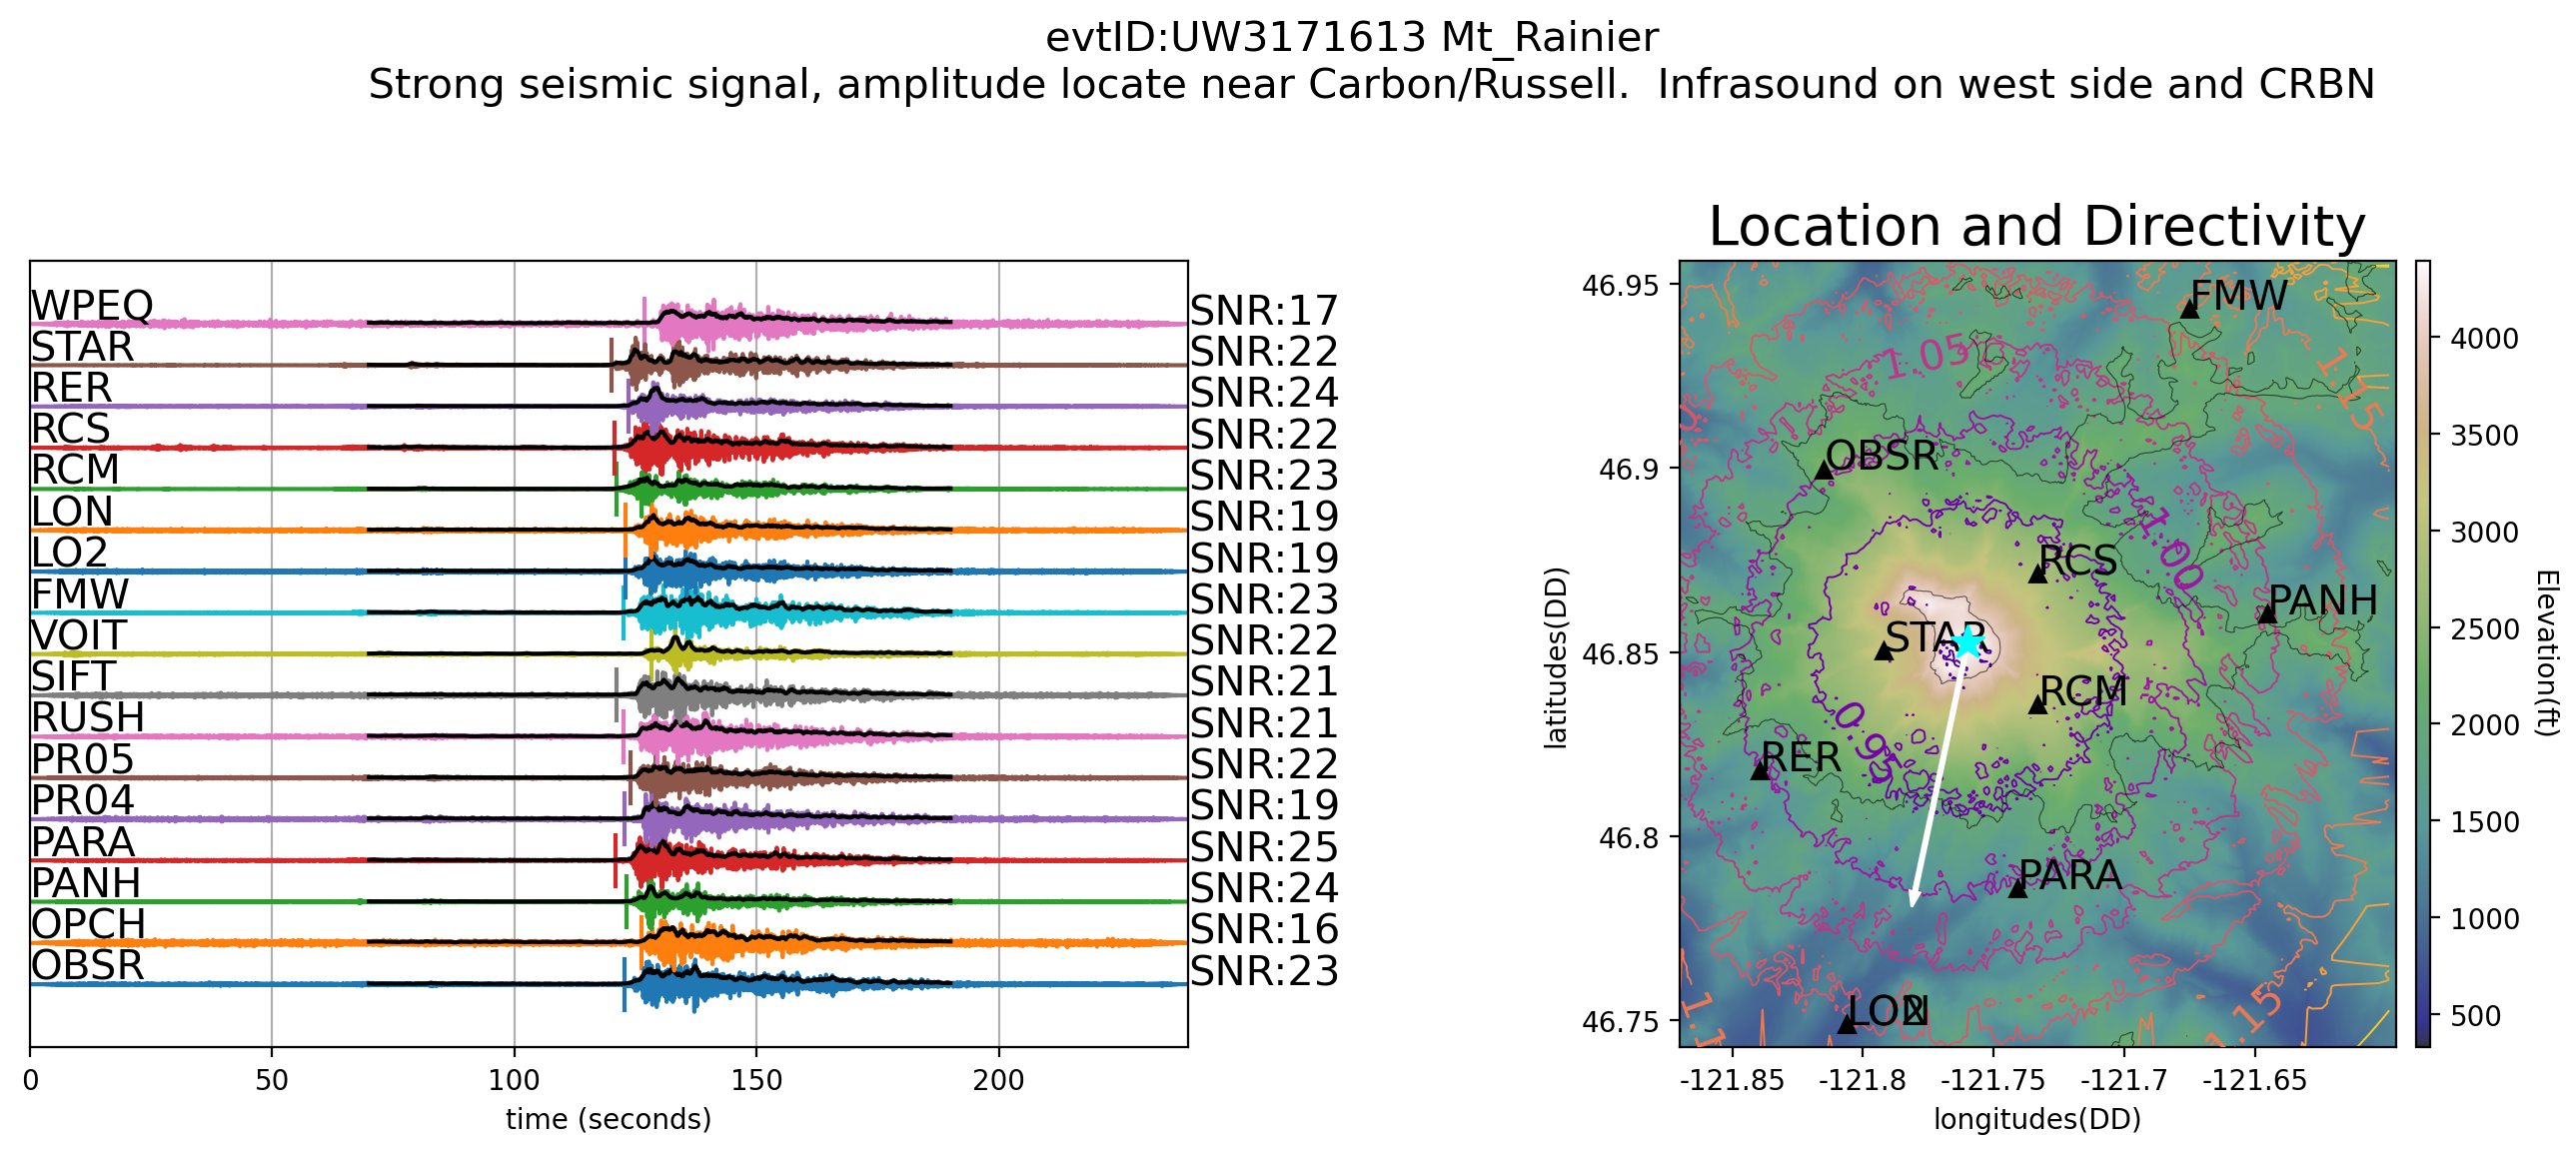 evtID:UW3171613 Mt_Rainier
Strong seismic signal, amplitude locate near Carbon/Russell.  Infrasound on west side and CRBN
WPEQ SNR:17
STAR SNR:22
RER SNR:24
RCS SNR:22
RCM SNR:23
LON SNR:19
LO2 SNR:19
FMW SNR:23
VOIT SNR:22
SIFT SNR:21
RUSH SNR:21
PR05 SNR:22
PR04 SNR:19
PARA SNR:25
PANH SNR:24
OPCH SNR:16
OBSR SNR:23
0 50 100 150 200
time (seconds)
Location and Directivity
46.95
46.9
46.85
46.8
46.75
latitudes(DD)
FMW
1.05
1.15
OBSR
1.00
RCS
PANH
STAR
RCM
0.95
RER
PARA
1.15
-121.85 -121.8 -121.75 -121.7 -121.65
longitudes(DD)
4000
3500
3000
2500
2000
1500
1000
500
Elevation(ft)